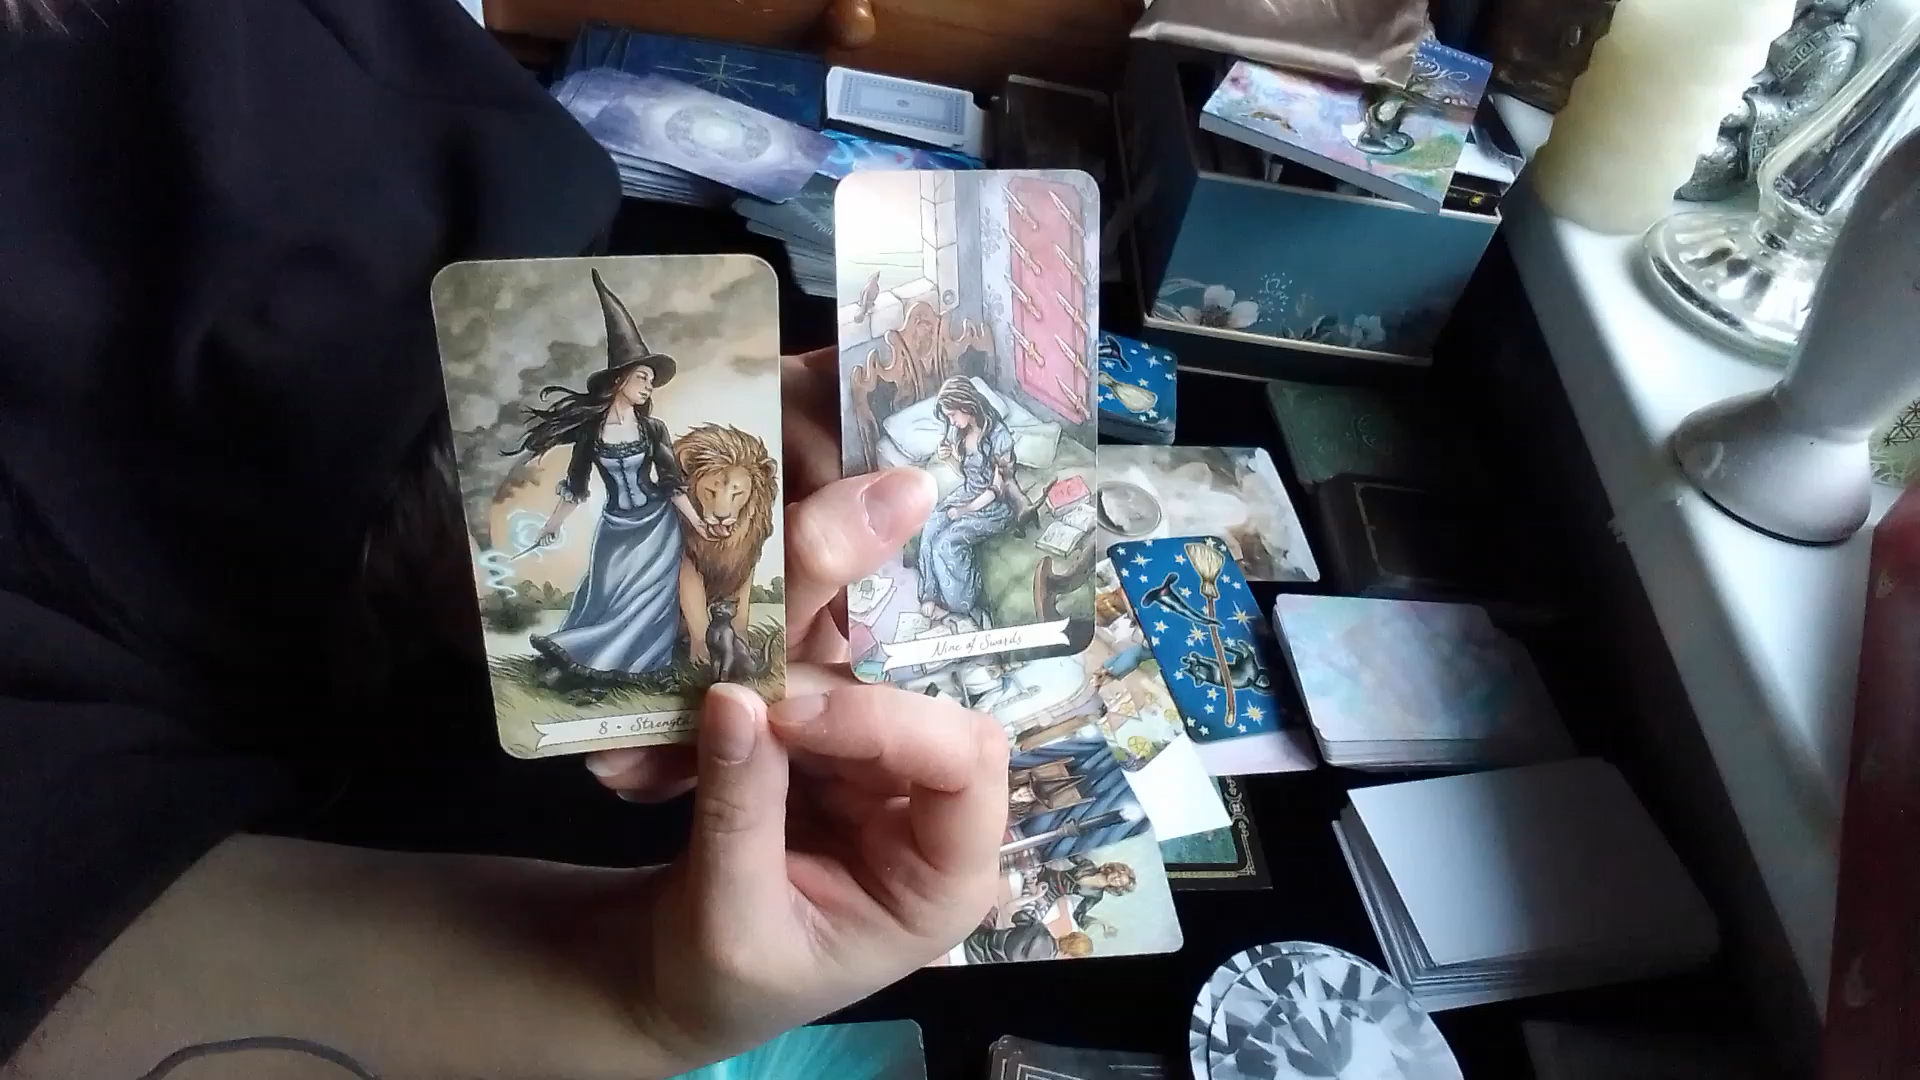 8 • Strength
Nine of Swords